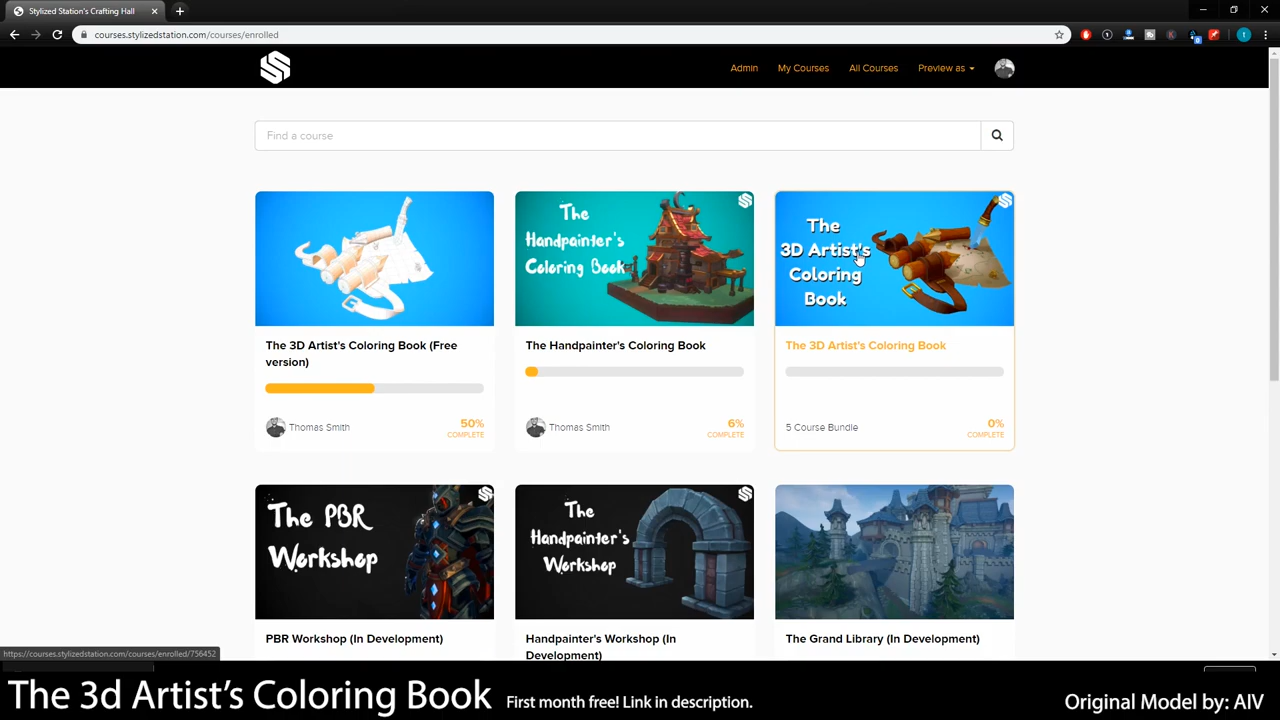 Stylized Station's Crafting Hall
courses.stylizedstation.com/courses/enrolled
Admin My Courses All Courses Preview as
Find a course
The 3D Artist's Coloring Book (Free version)
Thomas Smith
50%
COMPLETE
The
Handpainter's
Coloring Book
The Handpainter's Coloring Book
Thomas Smith
6%
COMPLETE
The
3D Artist's
Coloring
Book
The 3D Artist's Coloring Book
5 Course Bundle
0%
COMPLETE
The PBR
Workshop
PBR Workshop (In Development)
The
Handpainter's
Workshop
Handpainter's Workshop (In
Development)
The Grand Library (In Development)
https://courses.stylizedstation.com/courses/enrolled/756452
The 3d Artist's Coloring Book First month free! Link in description.
Original Model by: AIV